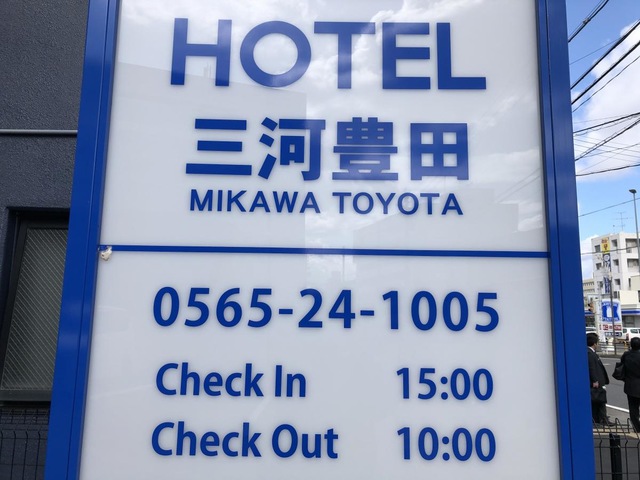 HOTEL
三河豊田
MIKAWA TOYOTA
0565-24-1005
Check In 15:00
Check Out 10:00